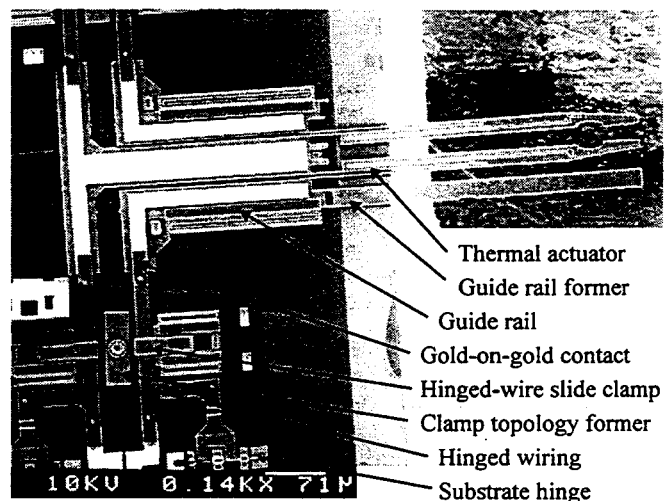 Thermal actuator
Guide rail former
Guide rail
Gold-on-gold contact
Hinged-wire slide clamp
Clamp topology former
Hinged wiring
Substrate hinge
10KV 0.14KX 71μ